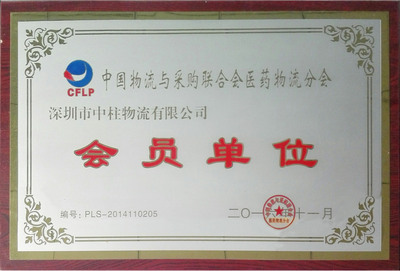 CFLP 中国物流与采购联合会医药物流分会
深圳市中柱物流有限公司
会员单位
编号：PLS-2014110205
二〇一 年十一月